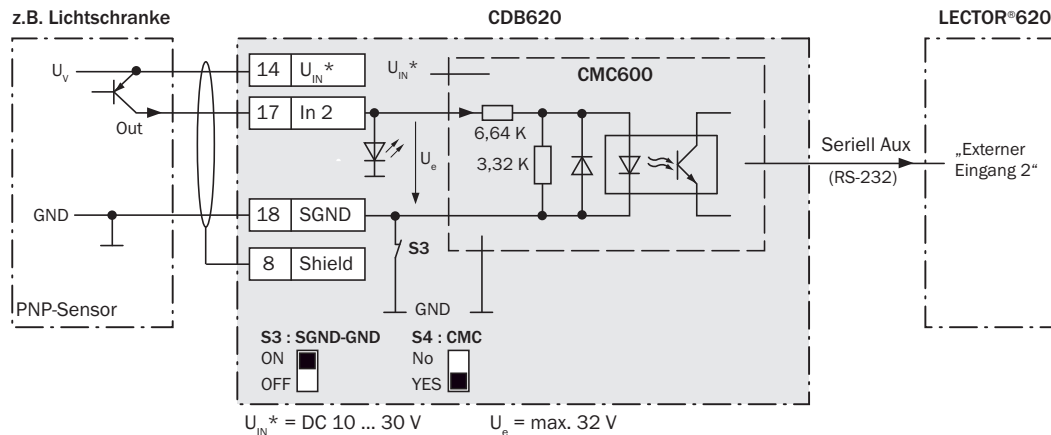 z.B. Lichtschranke
CDB620
LECTOR®620
U_V
14 U_IN*
U_IN*
CMC600
17 In 2
Out
6,64 K
3,32 K
U_e
Seriell Aux
(RS-232)
„Externer
Eingang 2“
GND
18 SGND
S3
8 Shield
GND
PNP-Sensor
S3 : SGND-GND
ON
OFF
S4 : CMC
No
YES
U_IN* = DC 10 ... 30 V
U_e = max. 32 V